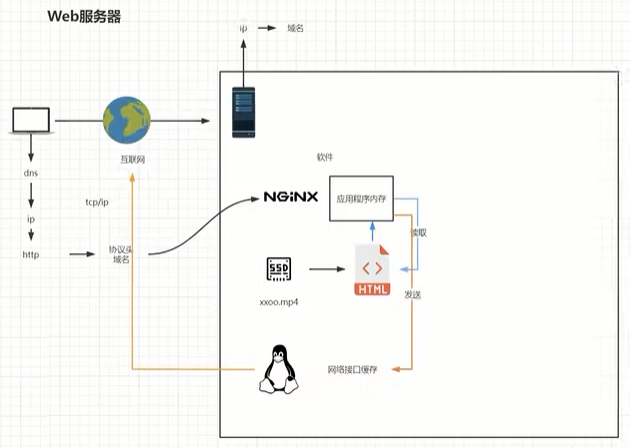 Web服务器
ip
域名
互联网
软件
dns
NGiNX
应用程序内存
tcp/ip
ip
读取
http
协议头
域名
SSD
HTML
发送
xxoo.mp4
网络接口缓存